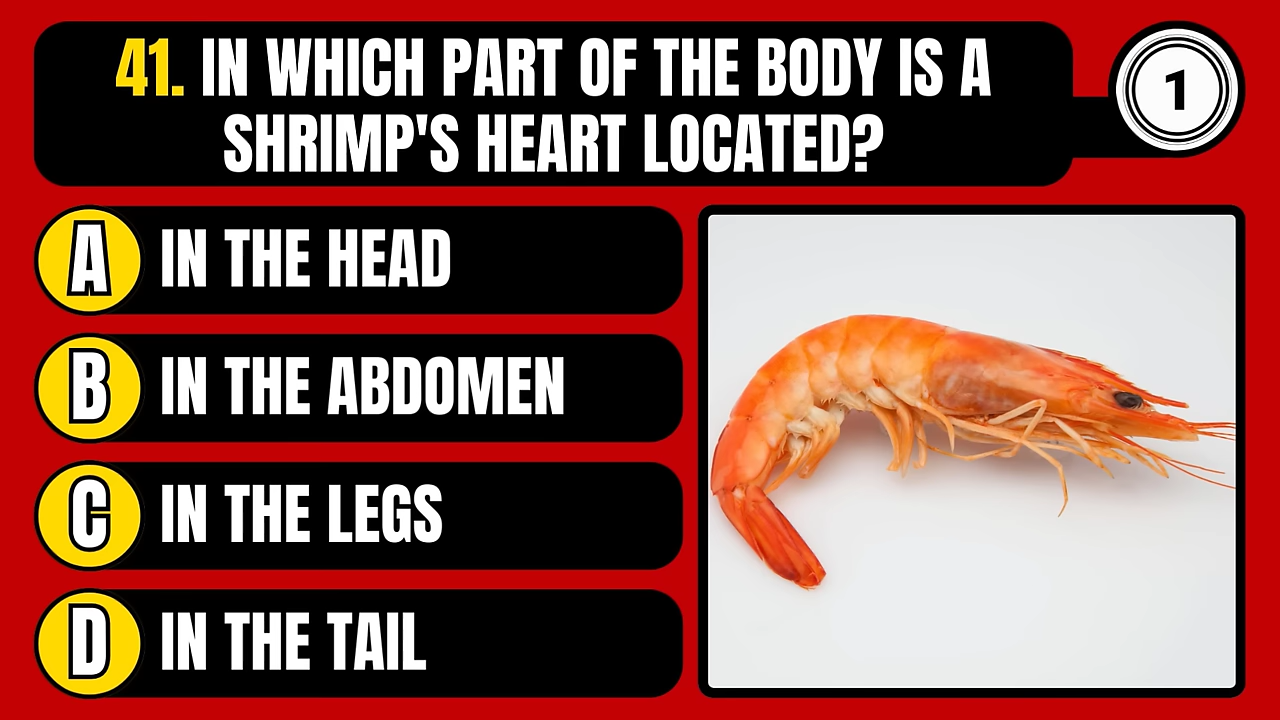 41. IN WHICH PART OF THE BODY IS A
SHRIMP'S HEART LOCATED?
1
A IN THE HEAD
B IN THE ABDOMEN
C IN THE LEGS
D IN THE TAIL